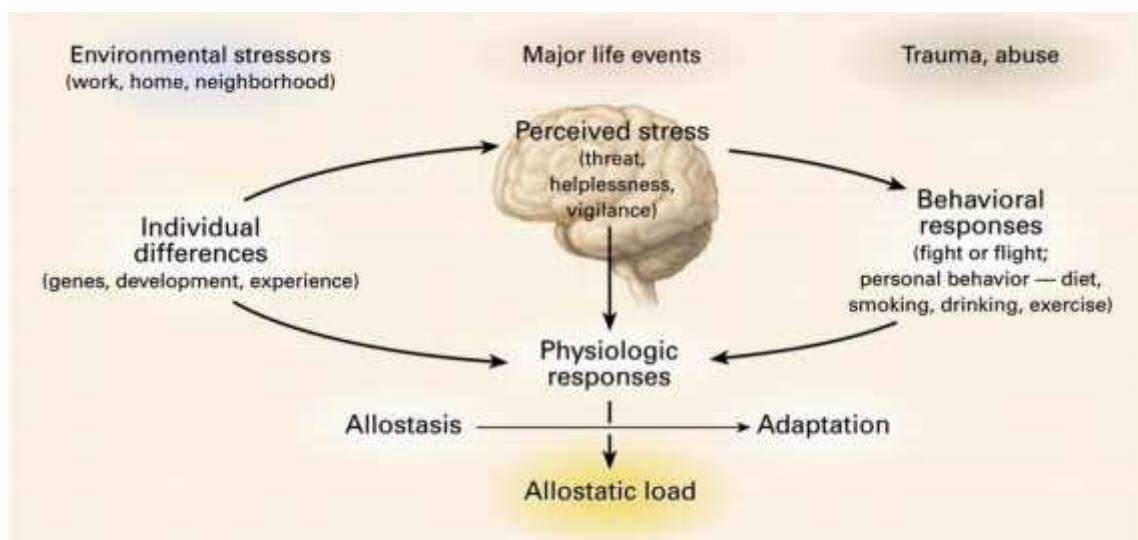 Environmental stressors
(work, home, neighborhood)
Major life events
Trauma, abuse
Perceived stress
(threat,
helplessness,
vigilance)
Individual
differences
(genes, development, experience)
Behavioral
responses
(fight or flight;
personal behavior — diet,
smoking, drinking, exercise)
Physiologic
responses
Allostasis
Adaptation
Allostatic load